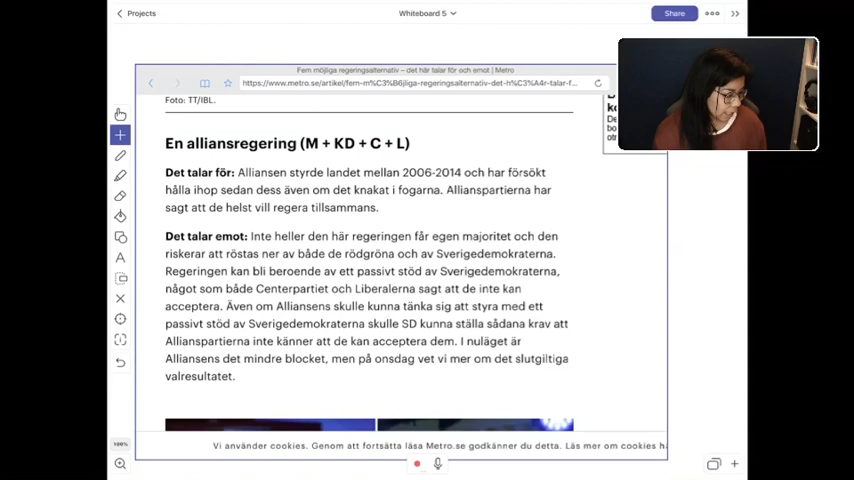 Projects
Whiteboard 5
Share
Fem möjliga regeringsalternativ – det här talar för och emot | Metro
https://www.metro.se/artikel/fem-m%C3%B6jliga-regeringsalternativ-det-h%C3%A4r-talar-f...
Foto: TT/IBL.
En alliansregering (M + KD + C + L)
Det talar för: Alliansen styrde landet mellan 2006-2014 och har försökt
hålla ihop sedan dess även om det knakat i fogarna. Allianspartierna har
sagt att de helst vill regera tillsammans.
Det talar emot: Inte heller den här regeringen får egen majoritet och den
riskerar att röstas ner av både de rödgröna och av Sverigedemokraterna.
Regeringen kan bli beroende av ett passivt stöd av Sverigedemokraterna,
något som både Centerpartiet och Liberalerna sagt att de inte kan
acceptera. Även om Alliansens skulle kunna tänka sig att styra med ett
passivt stöd av Sverigedemokraterna skulle SD kunna ställa sådana krav att
Allianspartierna inte känner att de kan acceptera dem. I nuläget är
Alliansens det mindre blocket, men på onsdag vet vi mer om det slutgiltiga
valresultatet.
Vi använder cookies. Genom att fortsätta läsa Metro.se godkänner du detta. Läs mer om cookies
100%